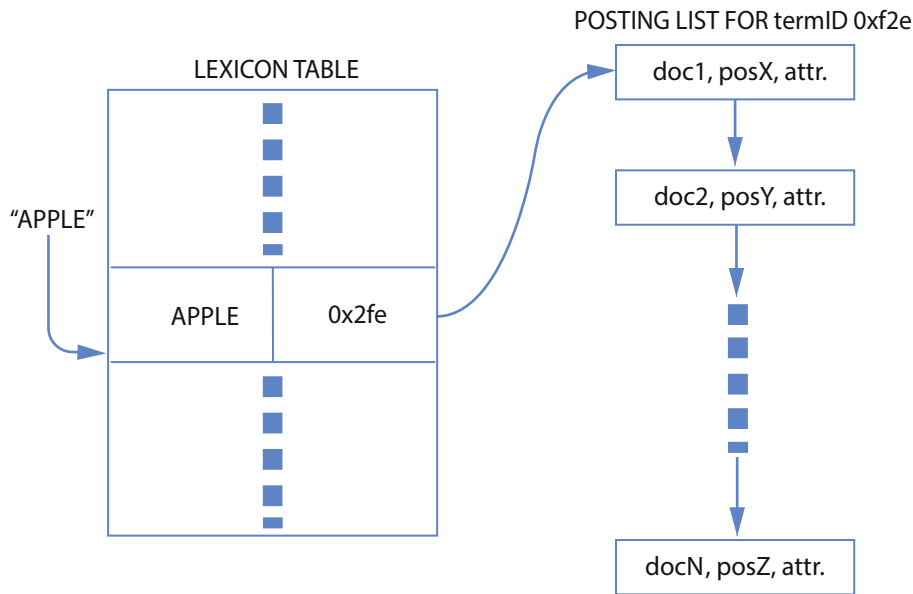 POSTING LIST FOR termID 0xf2e
LEXICON TABLE
doc1, posX, attr.
doc2, posY, attr.
“APPLE”
APPLE 0x2fe
docN, posZ, attr.